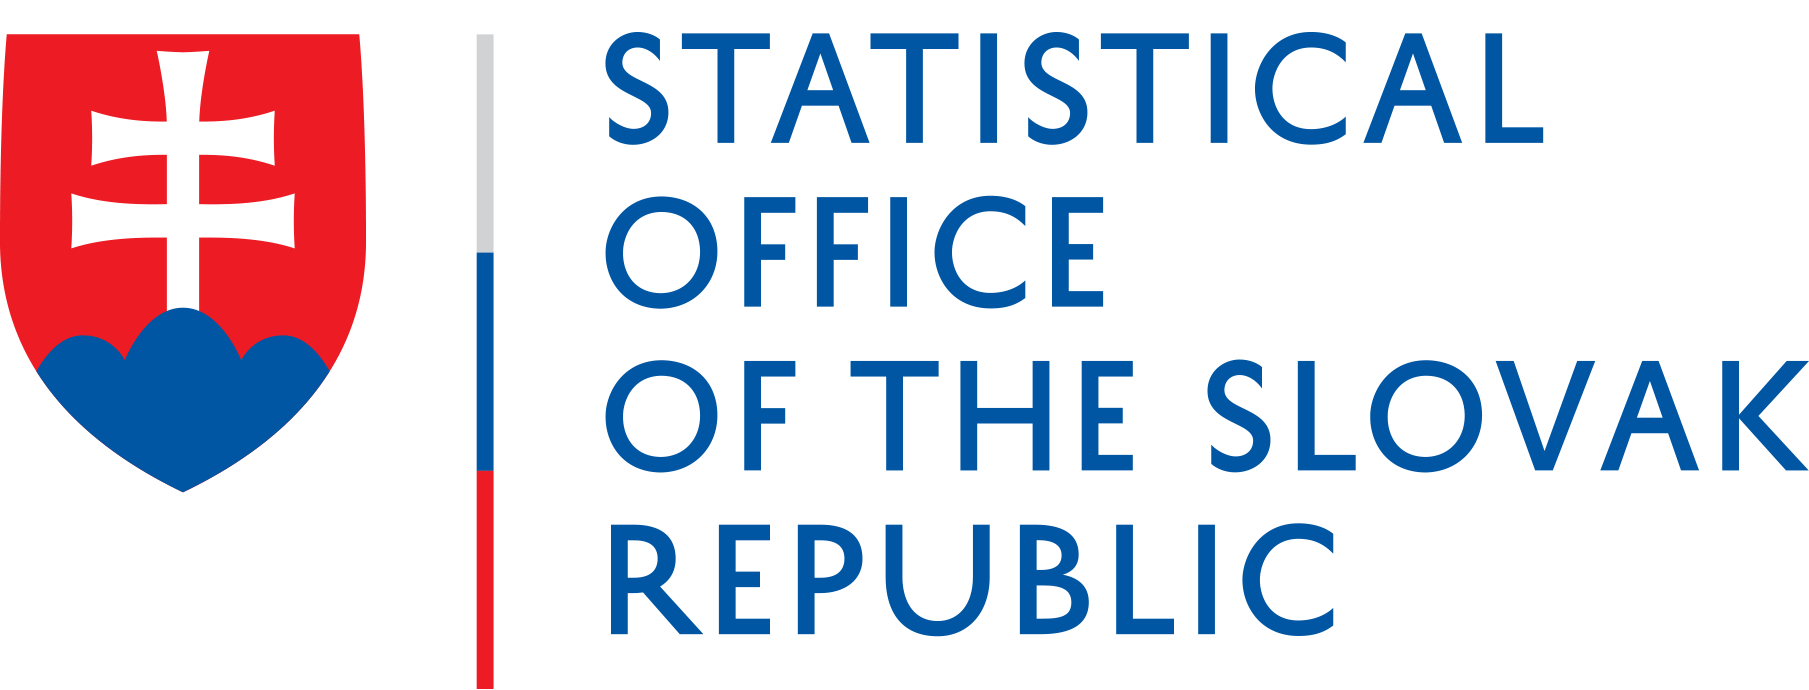 STATISTICAL
OFFICE
OF THE SLOVAK
REPUBLIC